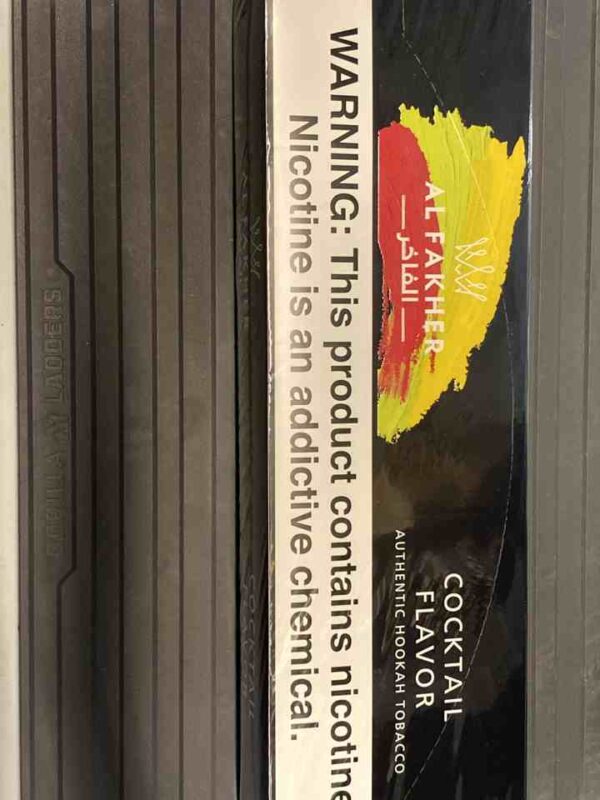 WARNING: This product contains nicotine
Nicotine is an addictive chemical.
AL FAKHER
الفاخر
COCKTAIL
FLAVOR
AUTHENTIC HOOKAH TOBACCO